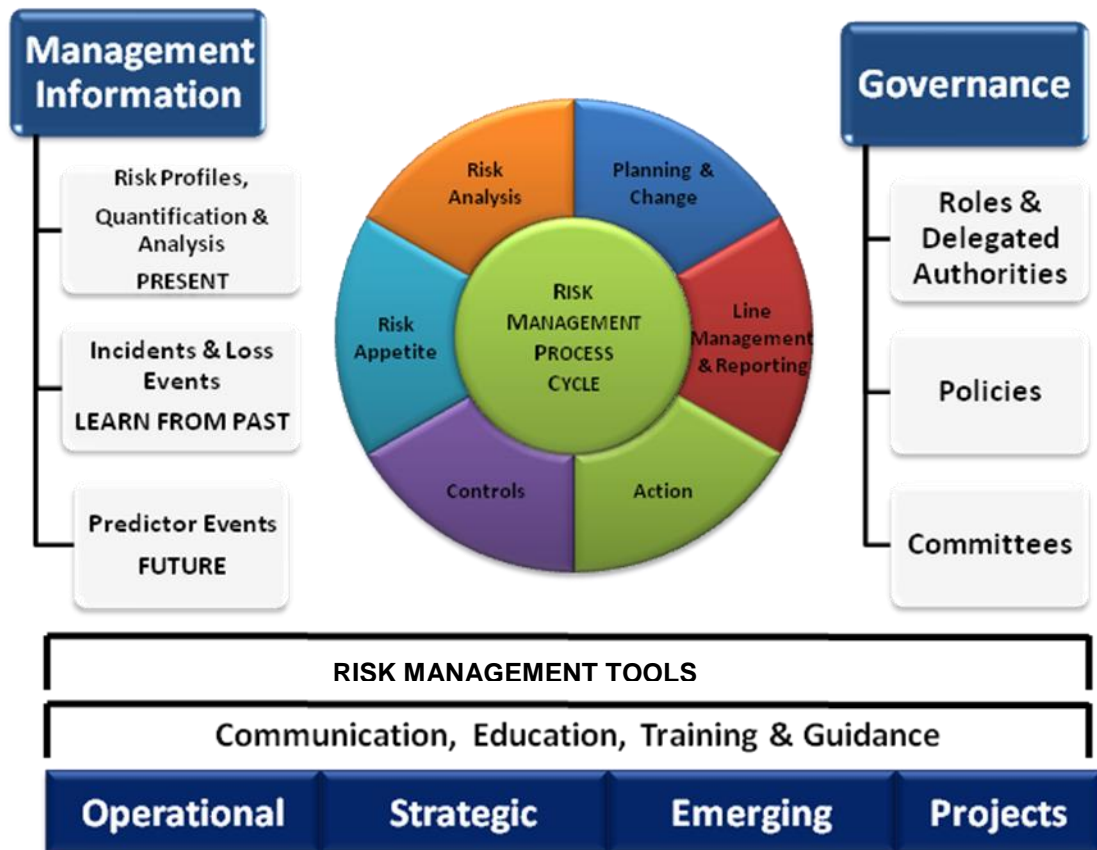 Management
Information
Risk Profiles,
Quantification &
Analysis
PRESENT
Incidents & Loss
Events
LEARN FROM PAST
Predictor Events
FUTURE
Risk
Analysis
Planning &
Change
Risk
Appetite
RISK
MANAGEMENT
PROCESS
CYCLE
Line
Management
& Reporting
Controls
Action
Governance
Roles &
Delegated
Authorities
Policies
Committees
RISK MANAGEMENT TOOLS
Communication, Education, Training & Guidance
Operational Strategic Emerging Projects